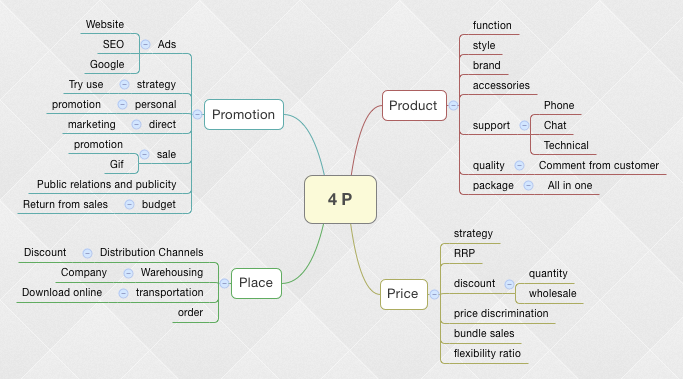 4 P
Promotion
Ads
Website
SEO
Google
strategy
Try use
personal
promotion
direct
marketing
sale
promotion
Gif
Public relations and publicity
budget
Return from sales
Product
function
style
brand
accessories
support
Phone
Chat
Technical
quality
Comment from customer
package
All in one
Place
Distribution Channels
Discount
Warehousing
Company
transportation
Download online
order
Price
strategy
RRP
discount
quantity
wholesale
price discrimination
bundle sales
flexibility ratio